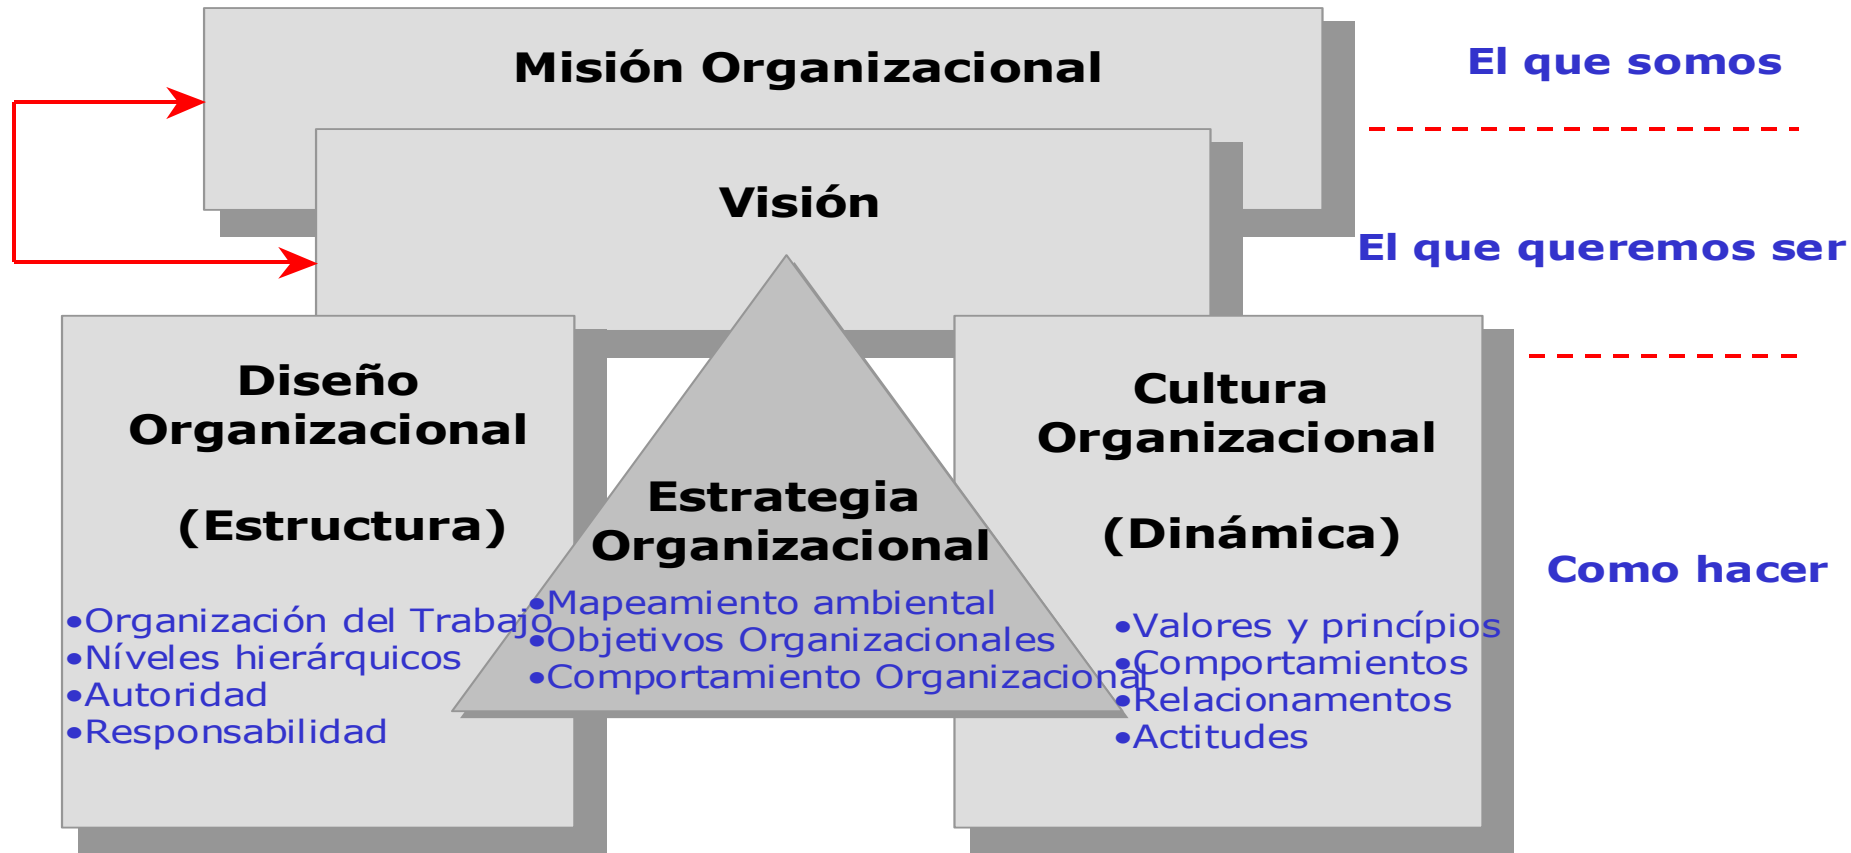 Misión Organizacional
El que somos
Visión
El que queremos ser
Diseño
Organizacional
(Estructura)
•Organización del Trabajo
•Níveles hierárquicos
•Autoridad
•Responsabilidad
Estrategia
Organizacional
•Mapeamiento ambiental
•Objetivos Organizacionales
•Comportamiento Organizacional
Cultura
Organizacional
(Dinámica)
•Valores y princípios
•Comportamientos
•Relacionamentos
•Actitudes
Como hacer